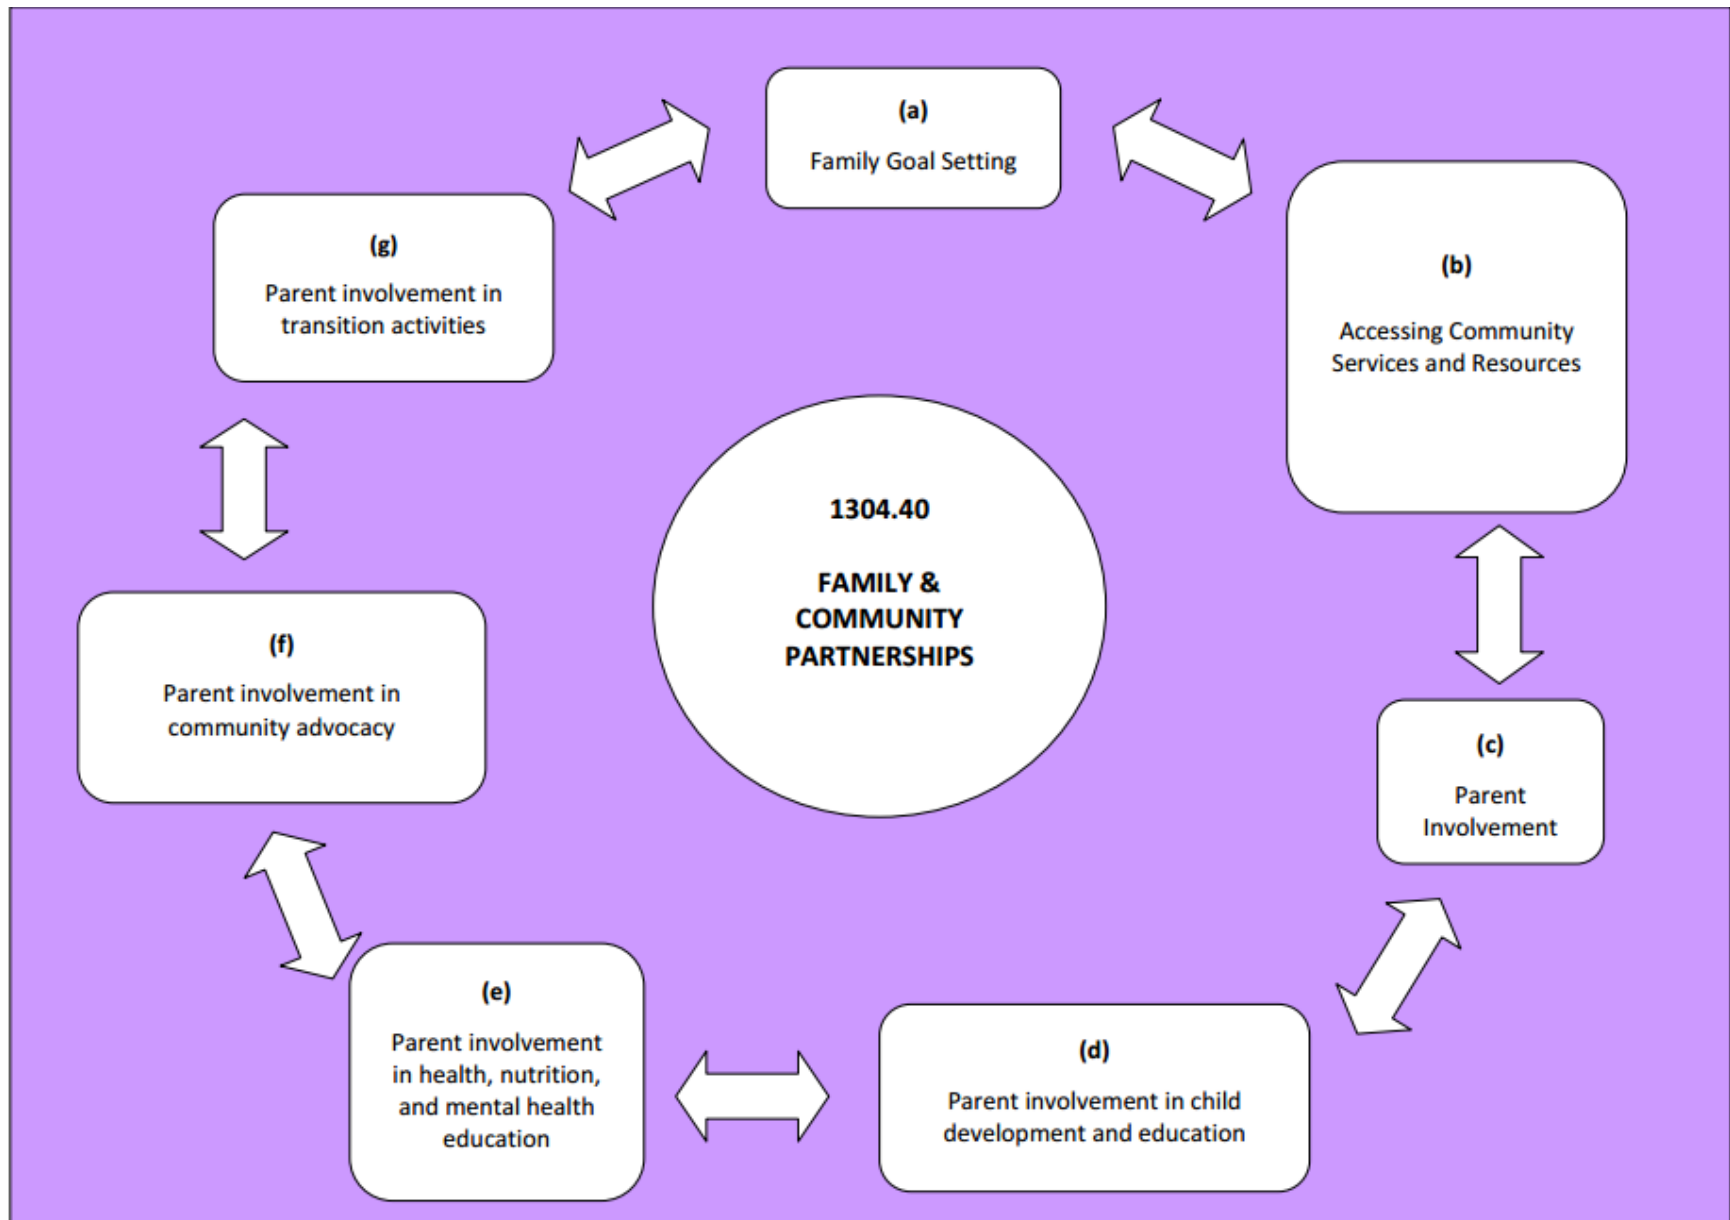 (a)
Family Goal Setting
(b)
Accessing Community
Services and Resources
(c)
Parent
Involvement
(d)
Parent involvement in child
development and education
(e)
Parent involvement
in health, nutrition,
and mental health
education
(f)
Parent involvement in
community advocacy
(g)
Parent involvement in
transition activities
1304.40
FAMILY &
COMMUNITY
PARTNERSHIPS